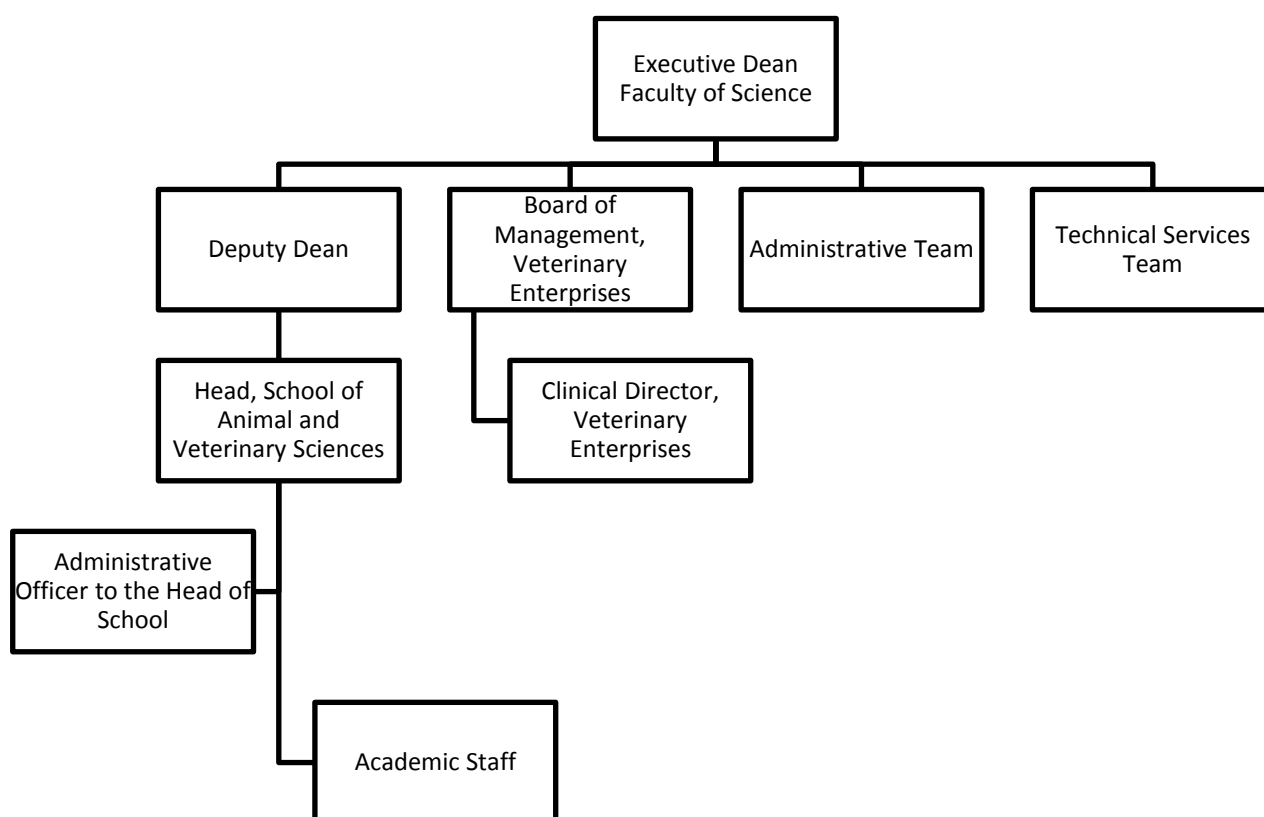 Executive Dean
Faculty of Science
Deputy Dean
Board of
Management,
Veterinary
Enterprises
Administrative Team
Technical Services
Team
Head, School of
Animal and
Veterinary Sciences
Clinical Director,
Veterinary
Enterprises
Administrative
Officer to the Head of
School
Academic Staff